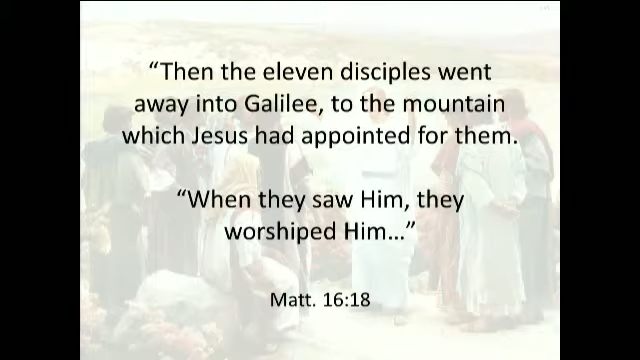 “Then the eleven disciples went
away into Galilee, to the mountain
which Jesus had appointed for them.
“When they saw Him, they
worshiped Him…”
Matt. 16:18